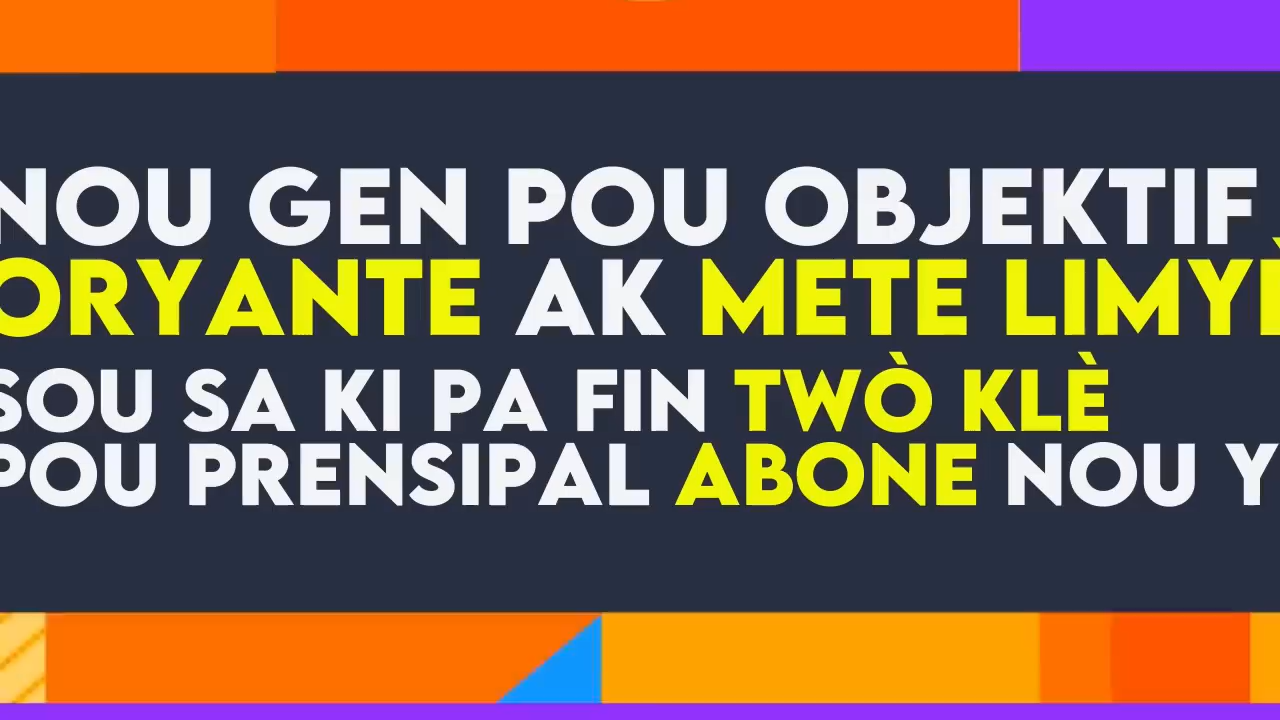 NOU GEN POU OBJEKTIF
ORYANTE AK METE LIMYÈ
SOU SA KI PA FIN TWÒ KLÈ
POU PRENSIPAL ABONE NOU Y